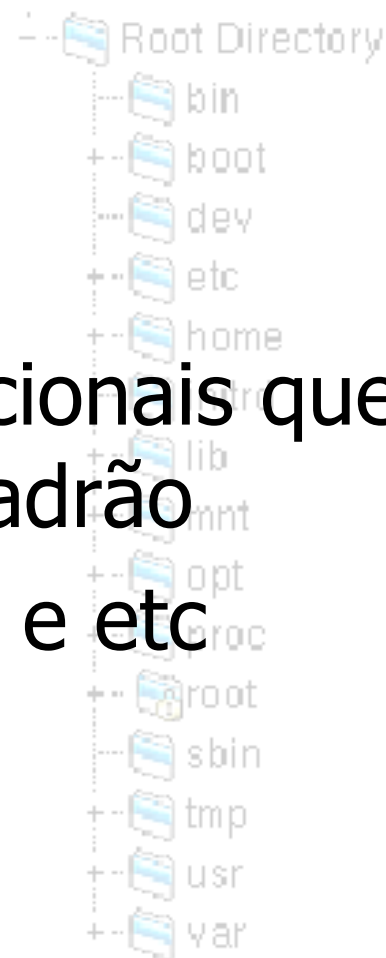 Root Directory
bin
boot
dev
etc
home
cionais que
lib
adrão
mnt
opt
e etc
proc
root
sbin
tmp
usr
var